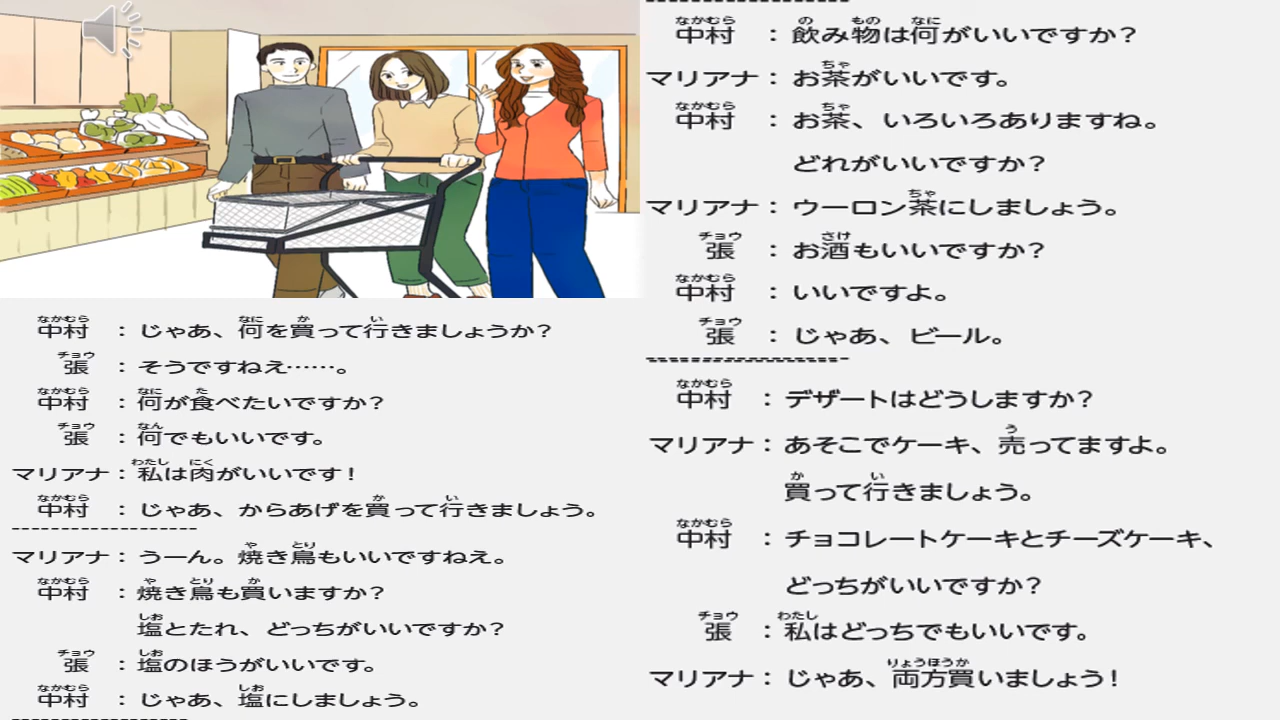 中村 : じゃあ、何を買って行きましょうか?
張 : そうですねえ……。
中村 : 何が食べたいですか?
張 : 何でもいいです。
マリアナ : 私は肉がいいです!
中村 : じゃあ、からあげを買って行きましょう。
-------------------
マリアナ : うーん。焼き鳥もいいですねえ。
中村 : 焼き鳥も買いますか?
塩とたれ、どっちがいいですか?
張 : 塩のほうがいいです。
中村 : じゃあ、塩にしましょう。
------------------
中村 : 飲み物は何がいいですか?
マリアナ : お茶がいいです。
中村 : お茶、いろいろありますね。
どれがいいですか?
マリアナ : ウーロン茶にしましょう。
張 : お酒もいいですか?
中村 : いいですよ。
張 : じゃあ、ビール。
-------------------
中村 : デザートはどうしますか?
マリアナ : あそこでケーキ、売ってますよ。
買って行きましょう。
中村 : チョコレートケーキとチーズケーキ、
どっちがいいですか?
張 : 私はどっちでもいいです。
マリアナ : じゃあ、両方買いましょう!